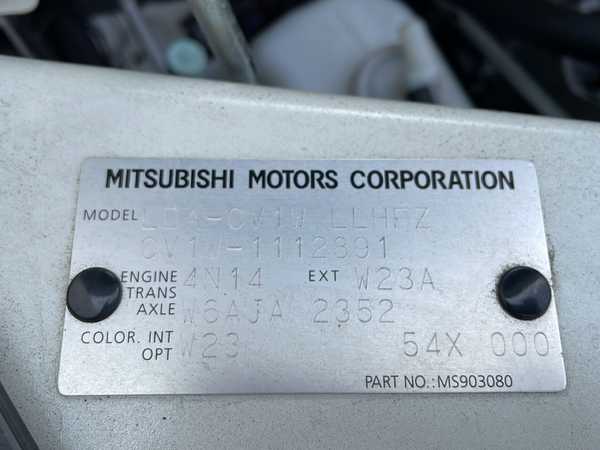 MITSUBISHI MOTORS CORPORATION
MODEL LDA-CV1W LLHFZ
CV1W-1112391
ENGINE 4N14 EXT W23A
TRANS
AXLE W6AJA 2352
COLOR. INT
OPT W23 54X 000
PART NO.:MS903080